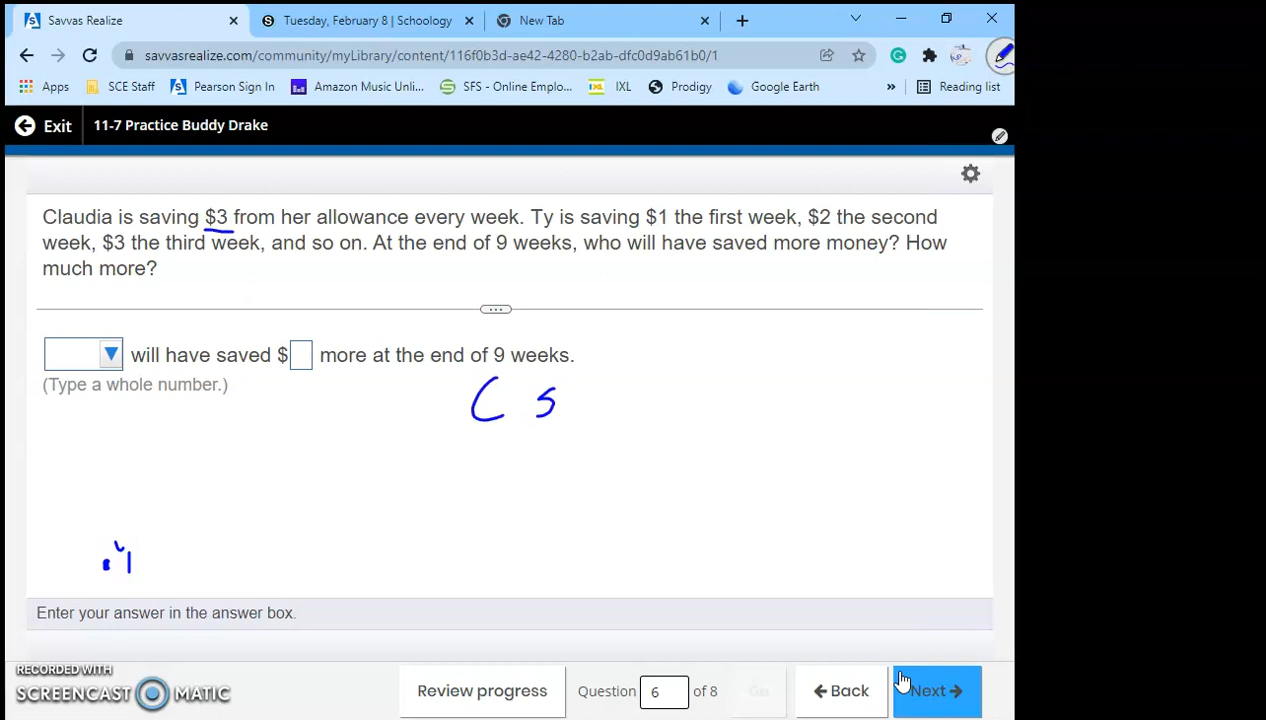 Savvas Realize
Tuesday, February 8 | Schoology
New Tab
savvasrealize.com/community/myLibrary/content/116f0b3d-ae42-4280-b2ab-dfc0d9ab61b0/1
Apps SCE Staff Pearson Sign In Amazon Music Unli... SFS - Online Emplo... IXL Prodigy Google Earth » Reading list
Exit 11-7 Practice Buddy Drake
Claudia is saving $3 from her allowance every week. Ty is saving $1 the first week, $2 the second
week, $3 the third week, and so on. At the end of 9 weeks, who will have saved more money? How
much more?
will have saved $ more at the end of 9 weeks.
(Type a whole number.)
C s
Enter your answer in the answer box.
RECORDED WITH
SCREENCAST MATIC
Review progress Question 6 of 8 Go Back Next